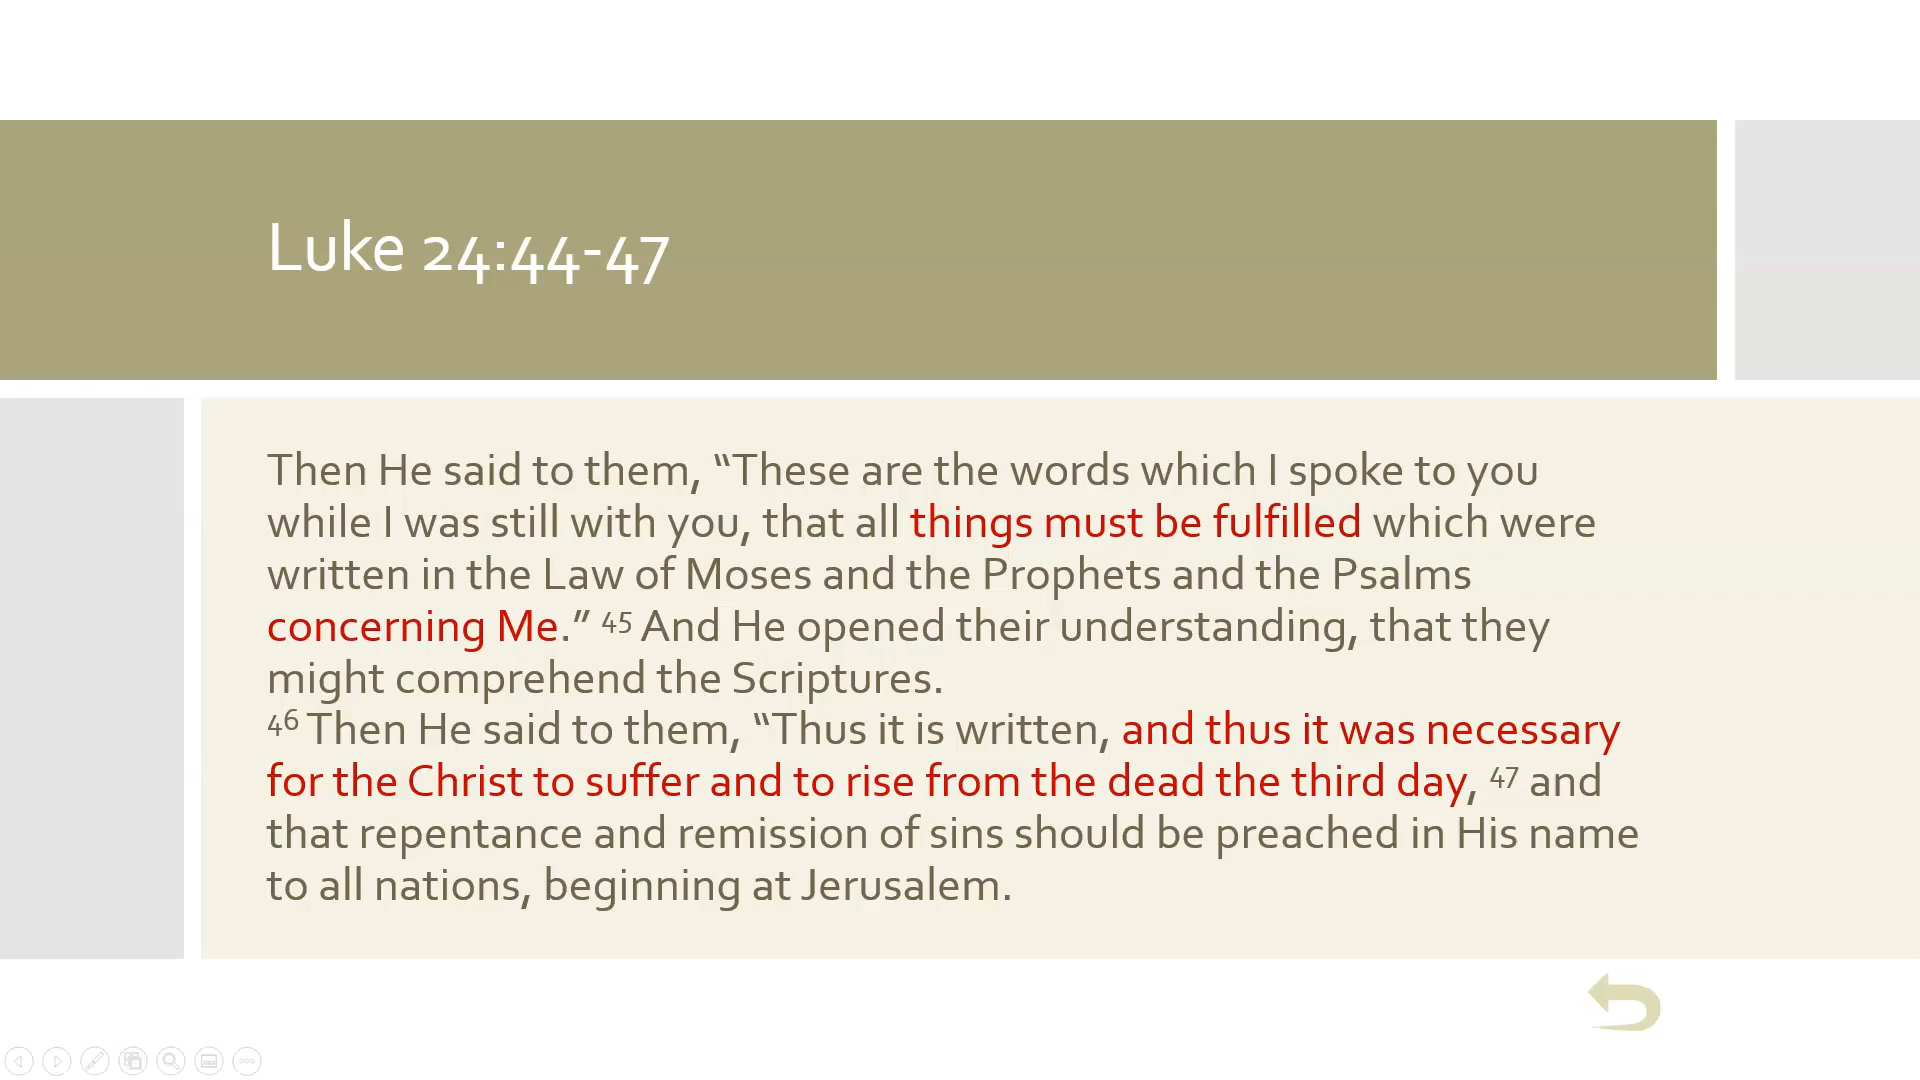 Luke 24:44-47
Then He said to them, “These are the words which I spoke to you
while I was still with you, that all things must be fulfilled which were
written in the Law of Moses and the Prophets and the Psalms
concerning Me.” 45 And He opened their understanding, that they
might comprehend the Scriptures.
46 Then He said to them, “Thus it is written, and thus it was necessary
for the Christ to suffer and to rise from the dead the third day, 47 and
that repentance and remission of sins should be preached in His name
to all nations, beginning at Jerusalem.